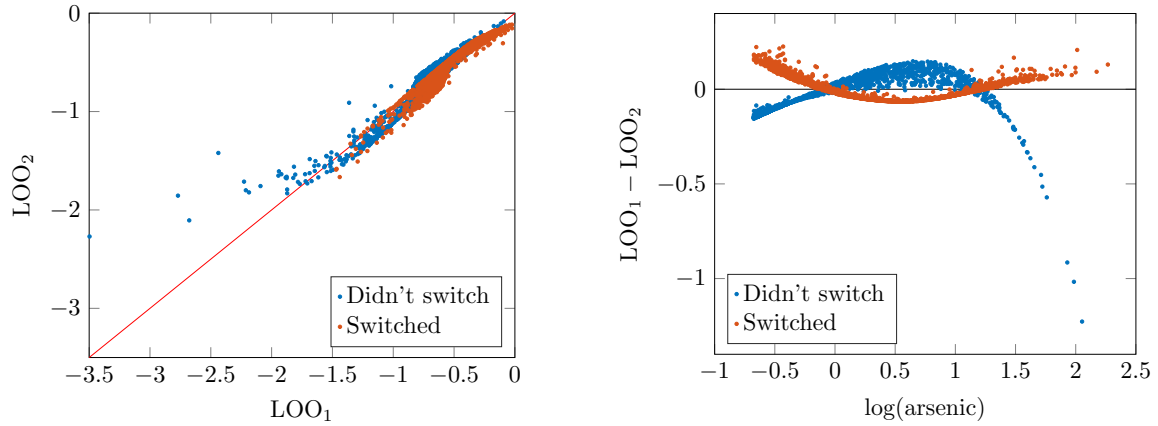 0
−1
−2
−3
LOO₂
−3.5 −3 −2.5 −2 −1.5 −1 −0.5 0
LOO₁
Didn't switch
Switched
0
−0.5
−1
LOO₁ − LOO₂
−1 −0.5 0 0.5 1 1.5 2 2.5
log(arsenic)
Didn't switch
Switched